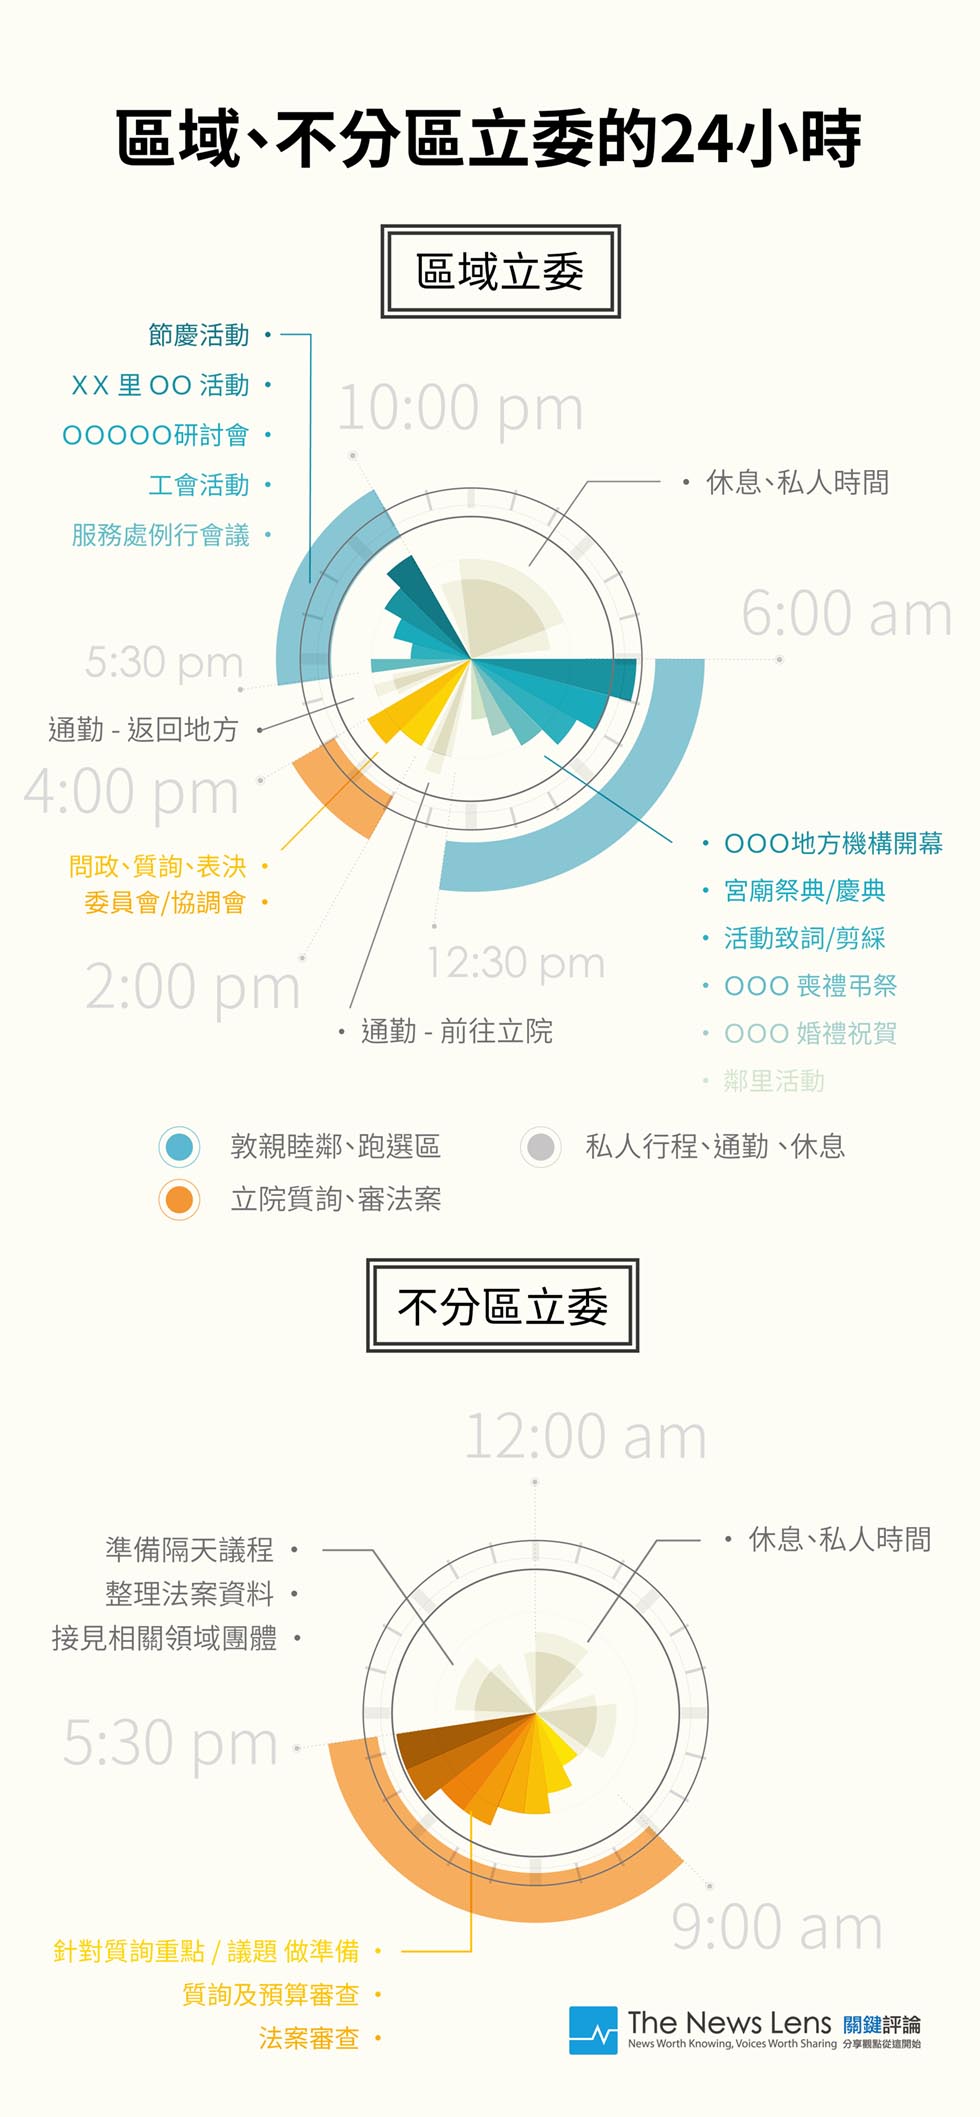 區域、不分區立委的24小時
區域立委
節慶活動
XX 里 OO 活動
OOOOO研討會
工會活動
服務處例行會議
10:00 pm
休息、私人時間
6:00 am
5:30 pm
通勤 - 返回地方
4:00 pm
問政、質詢、表決
委員會/協調會
2:00 pm
12:30 pm
通勤 - 前往立院
OOO地方機構開幕
宮廟祭典/慶典
活動致詞/剪綵
OOO 喪禮弔祭
OOO 婚禮祝賀
鄰里活動
敦親睦鄰、跑選區
私人行程、通勤、休息
立院質詢、審法案
不分區立委
12:00 am
準備隔天議程
整理法案資料
接見相關領域團體
休息、私人時間
5:30 pm
9:00 am
針對質詢重點 / 議題 做準備
質詢及預算審查
法案審查
The News Lens 關鍵評論
News Worth Knowing, Voices Worth Sharing 分享觀點從這開始